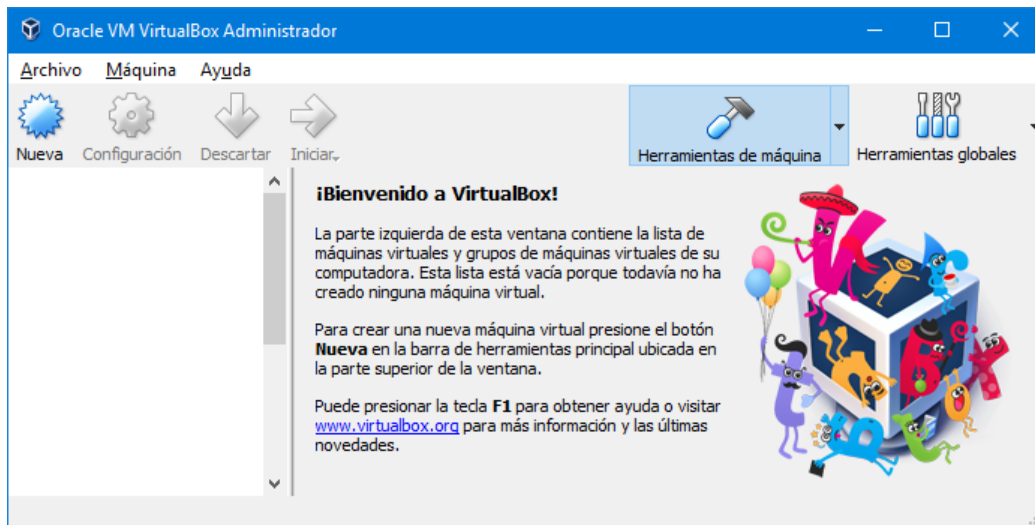 Oracle VM VirtualBox Administrador
Archivo Máquina Ayuda
Nueva Configuración Descartar Iniciar
Herramientas de máquina Herramientas globales
¡Bienvenido a VirtualBox!
La parte izquierda de esta ventana contiene la lista de
máquinas virtuales y grupos de máquinas virtuales de su
computadora. Esta lista está vacía porque todavía no ha
creado ninguna máquina virtual.
Para crear una nueva máquina virtual presione el botón
Nueva en la barra de herramientas principal ubicada en
la parte superior de la ventana.
Puede presionar la tecla F1 para obtener ayuda o visitar
www.virtualbox.org para más información y las últimas
novedades.